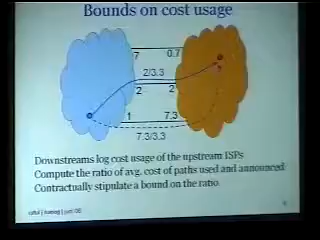 Bounds on cost usage
7 0.7
2/3.3
2 2
1 7.3
7.3/3.3
Downstreams log cost usage of the upstream ISPs
Compute the ratio of avg. cost of paths used and announced
Contractually stipulate a bound on the ratio